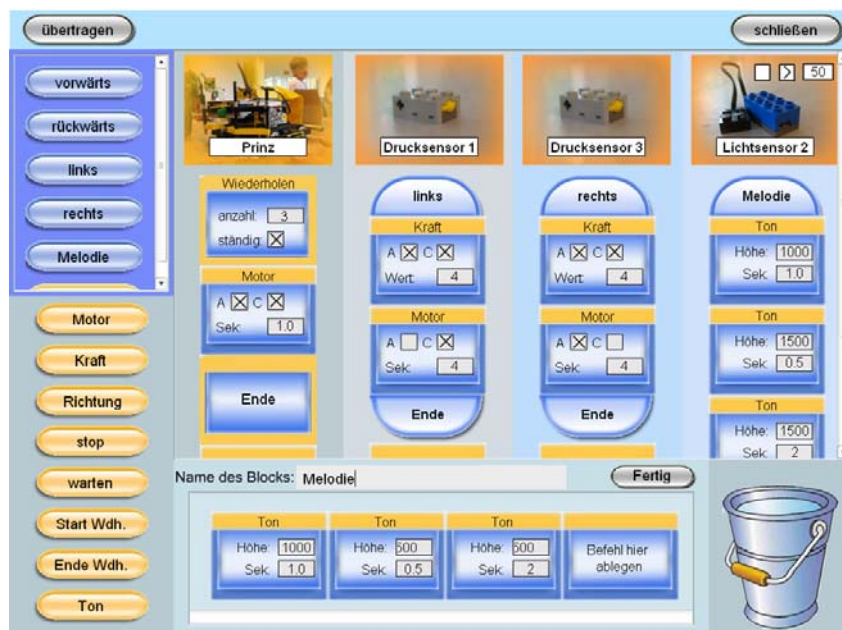 übertragen
schließen
vorwärts
rückwärts
links
rechts
Melodie
Motor
Kraft
Richtung
stop
warten
Start Wdh.
Ende Wdh.
Ton
Prinz
Wiederholen
anzahl: 3
ständig:
Motor
A C
Sek: 1.0
Ende
Drucksensor 1
links
Kraft
A C
Wert: 4
Motor
A C
Sek: 4
Ende
Drucksensor 3
rechts
Kraft
A C
Wert: 4
Motor
A C
Sek: 4
Ende
> 50
Lichtsensor 2
Melodie
Ton
Höhe: 1000
Sek: 1.0
Ton
Höhe: 1500
Sek: 0.5
Ton
Höhe: 1500
Sek: 2
Name des Blocks: Melodie
Fertig
Ton
Höhe: 1000
Sek: 1.0
Ton
Höhe: 500
Sek: 0.5
Ton
Höhe: 500
Sek: 2
Befehl hier
ablegen